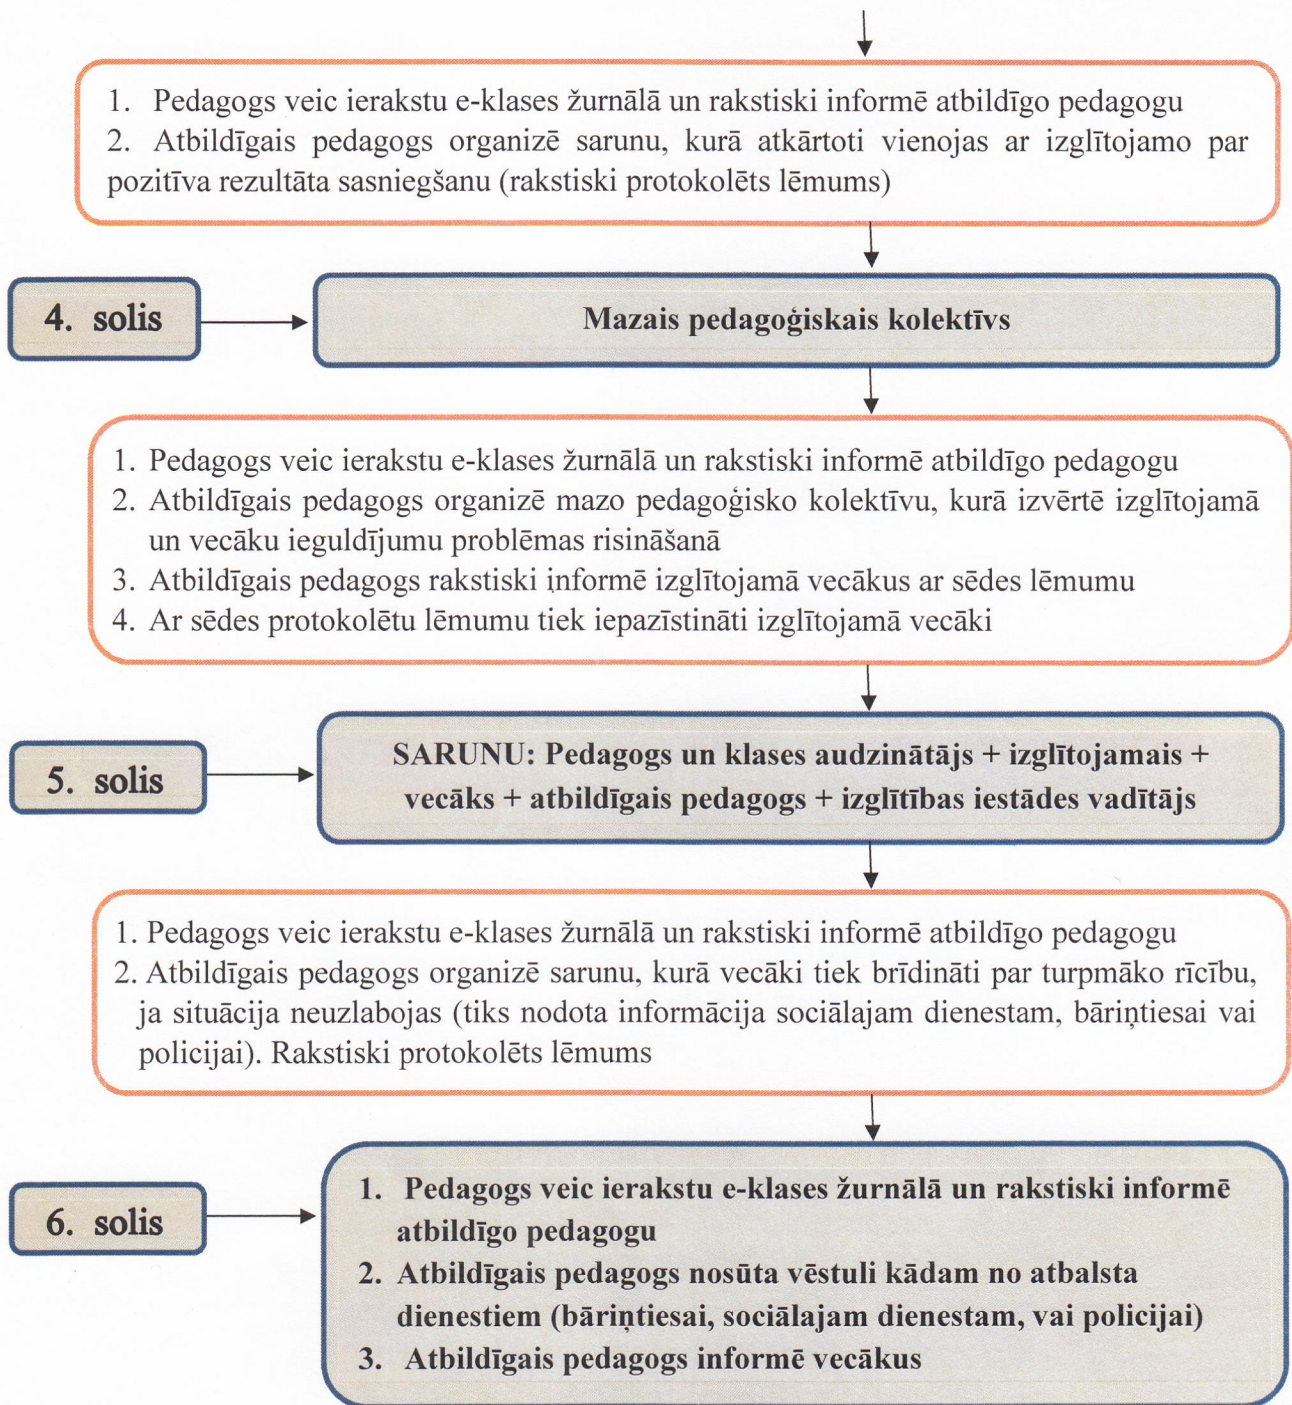 1. Pedagogs veic ierakstu e-klases žurnālā un rakstiski informē atbildīgo pedagogu
2. Atbildīgais pedagogs organizē sarunu, kurā atkārtoti vienojas ar izglītojamo par
pozitīva rezultāta sasniegšanu (rakstiski protokolēts lēmums)
4. solis
Mazais pedagoģiskais kolektīvs
1. Pedagogs veic ierakstu e-klases žurnālā un rakstiski informē atbildīgo pedagogu
2. Atbildīgais pedagogs organizē mazo pedagoģisko kolektīvu, kurā izvērtē izglītojamā
un vecāku ieguldījumu problēmas risināšanā
3. Atbildīgais pedagogs rakstiski informē izglītojamā vecākus ar sēdes lēmumu
4. Ar sēdes protokolētu lēmumu tiek iepazīstināti izglītojamā vecāki
5. solis
SARUNU: Pedagogs un klases audzinātājs + izglītojamais +
vecāks + atbildīgais pedagogs + izglītības iestādes vadītājs
1. Pedagogs veic ierakstu e-klases žurnālā un rakstiski informē atbildīgo pedagogu
2. Atbildīgais pedagogs organizē sarunu, kurā vecāki tiek brīdināti par turpmāko rīcību,
ja situācija neuzlabojas (tiks nodota informācija sociālajam dienestam, bāriņtiesai vai
policijai). Rakstiski protokolēts lēmums
6. solis
1. Pedagogs veic ierakstu e-klases žurnālā un rakstiski informē
atbildīgo pedagogu
2. Atbildīgais pedagogs nosūta vēstuli kādam no atbalsta
dienestiem (bāriņtiesai, sociālajam dienestam, vai policijai)
3. Atbildīgais pedagogs informē vecākus